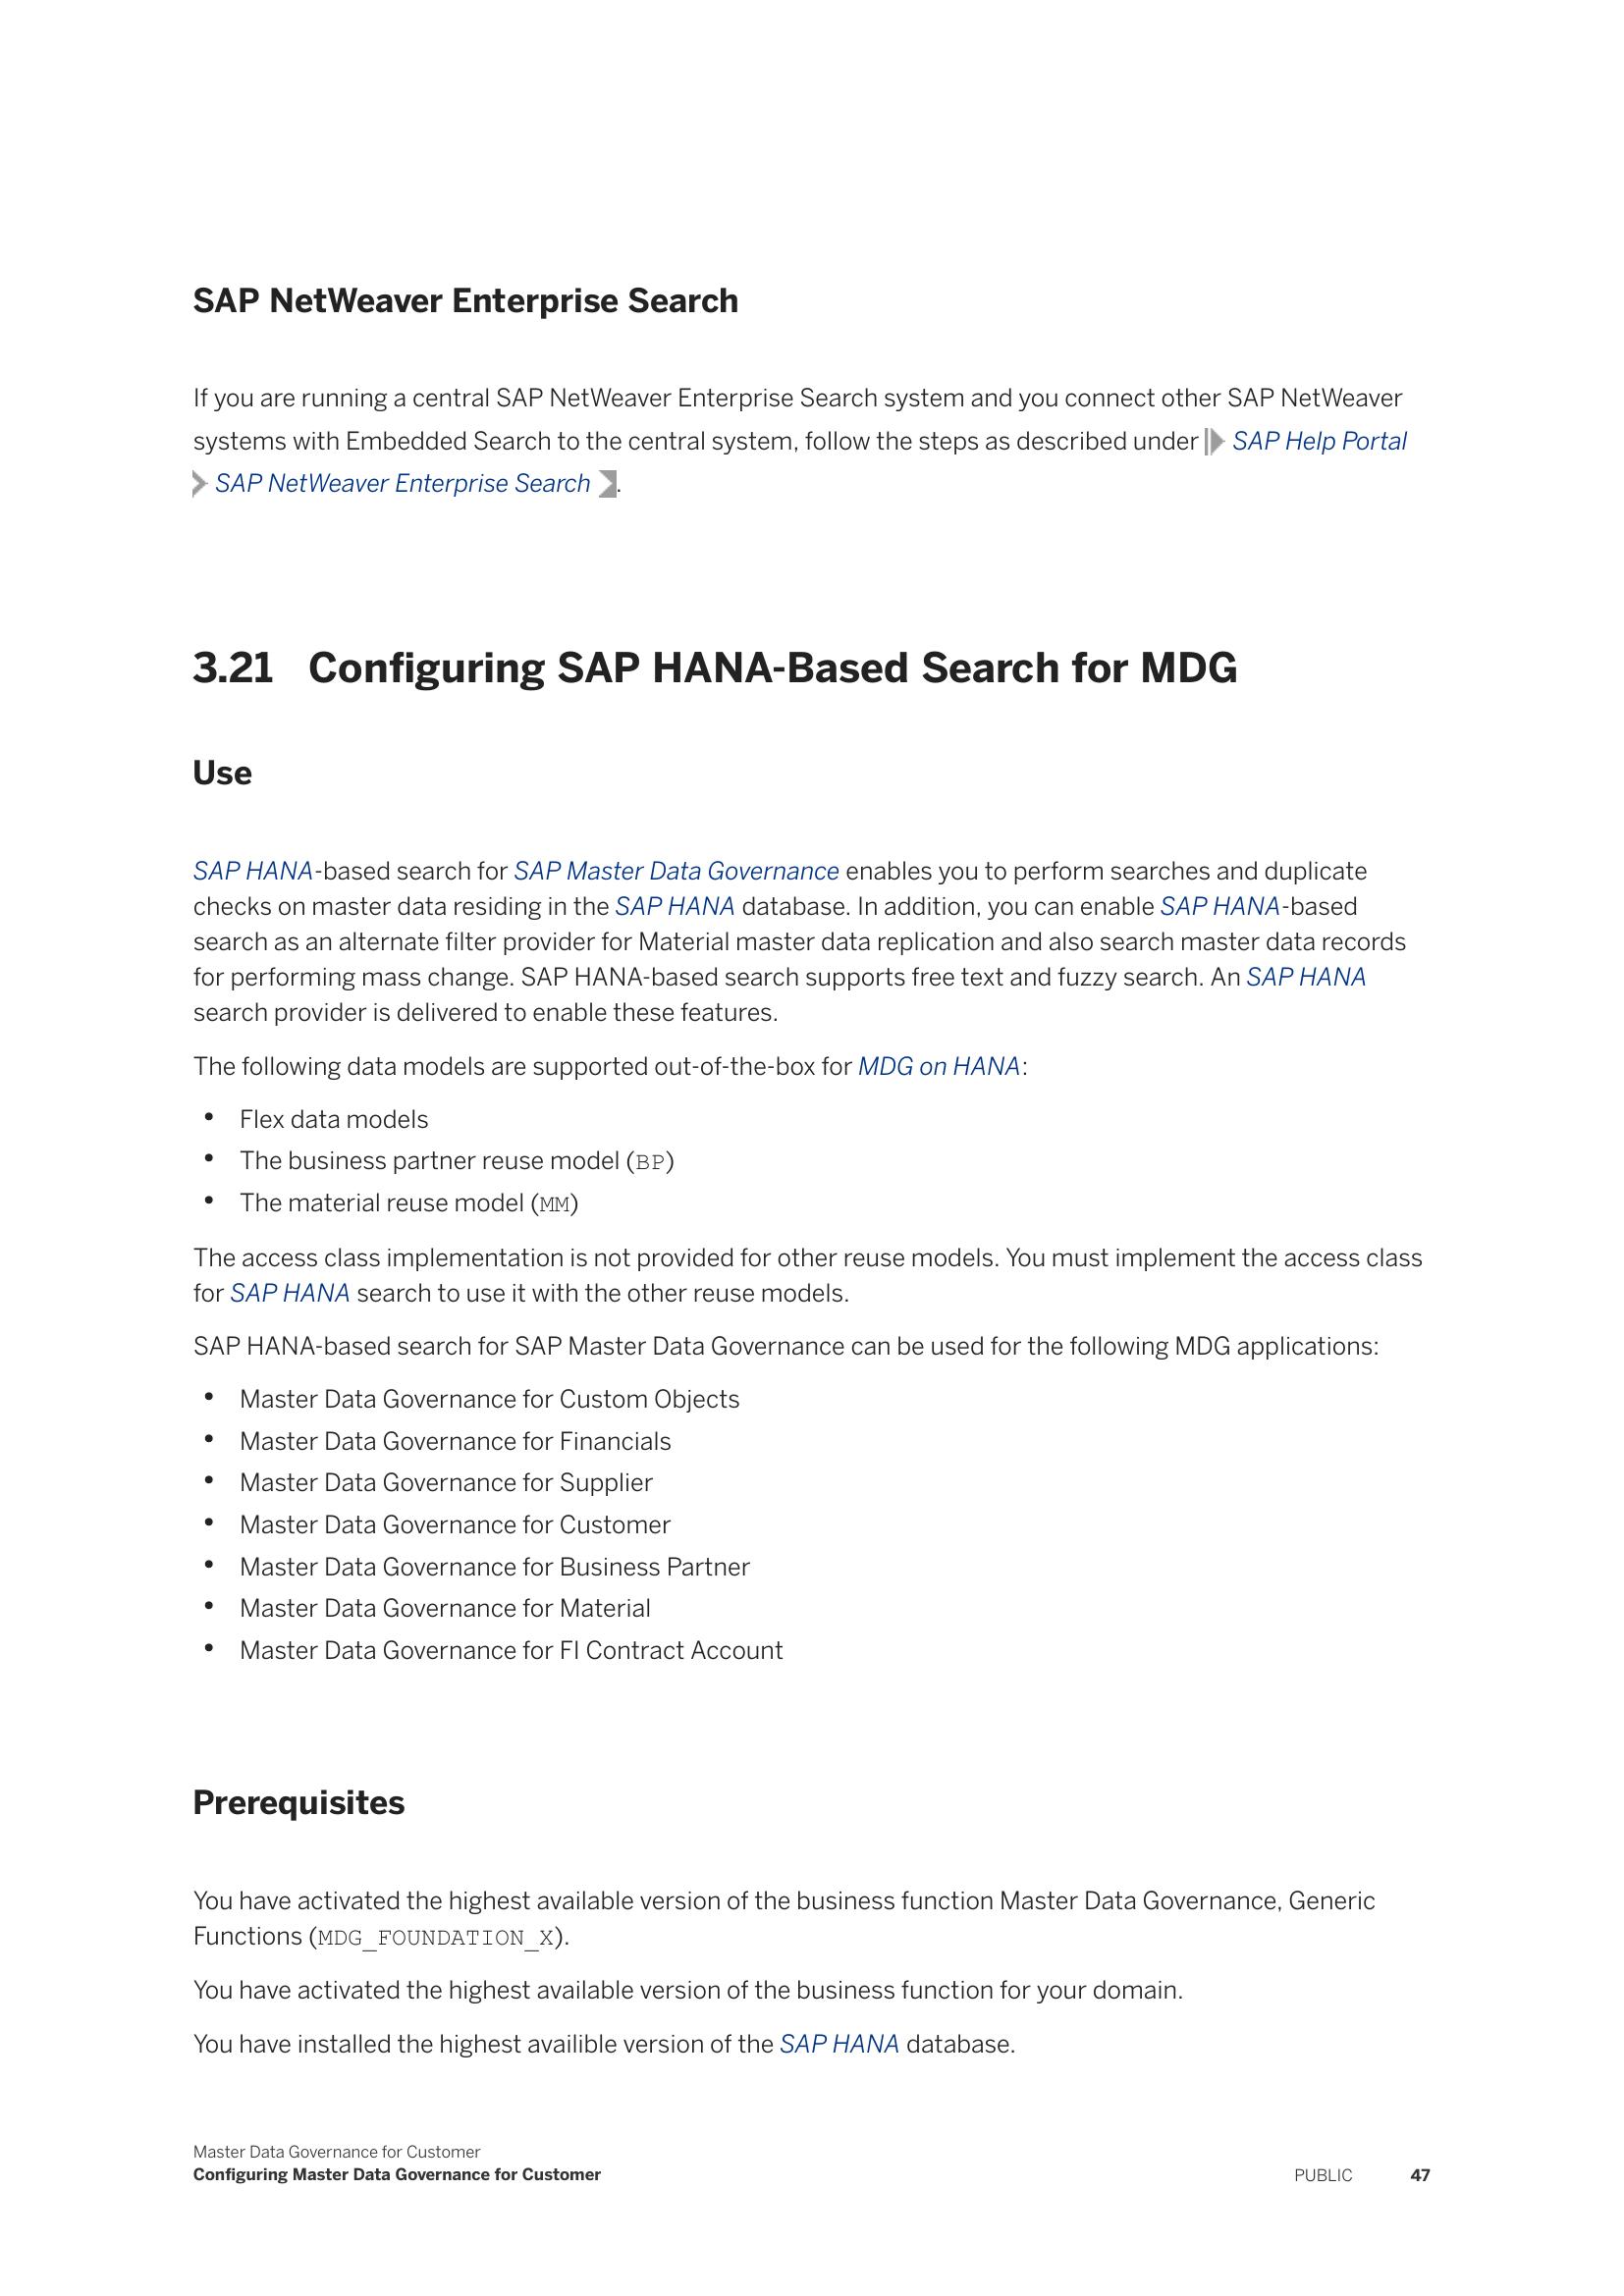 SAP NetWeaver Enterprise Search
If you are running a central SAP NetWeaver Enterprise Search system and you connect other SAP NetWeaver
systems with Embedded Search to the central system, follow the steps as described under SAP Help Portal
SAP NetWeaver Enterprise Search .
3.21 Configuring SAP HANA-Based Search for MDG
Use
SAP HANA-based search for SAP Master Data Governance enables you to perform searches and duplicate
checks on master data residing in the SAP HANA database. In addition, you can enable SAP HANA-based
search as an alternate filter provider for Material master data replication and also search master data records
for performing mass change. SAP HANA-based search supports free text and fuzzy search. An SAP HANA
search provider is delivered to enable these features.
The following data models are supported out-of-the-box for MDG on HANA:
• Flex data models
• The business partner reuse model (BP)
• The material reuse model (MM)
The access class implementation is not provided for other reuse models. You must implement the access class
for SAP HANA search to use it with the other reuse models.
SAP HANA-based search for SAP Master Data Governance can be used for the following MDG applications:
• Master Data Governance for Custom Objects
• Master Data Governance for Financials
• Master Data Governance for Supplier
• Master Data Governance for Customer
• Master Data Governance for Business Partner
• Master Data Governance for Material
• Master Data Governance for FI Contract Account
Prerequisites
You have activated the highest available version of the business function Master Data Governance, Generic
Functions (MDG_FOUNDATION_X).
You have activated the highest available version of the business function for your domain.
You have installed the highest availible version of the SAP HANA database.
Master Data Governance for Customer
Configuring Master Data Governance for Customer PUBLIC 47